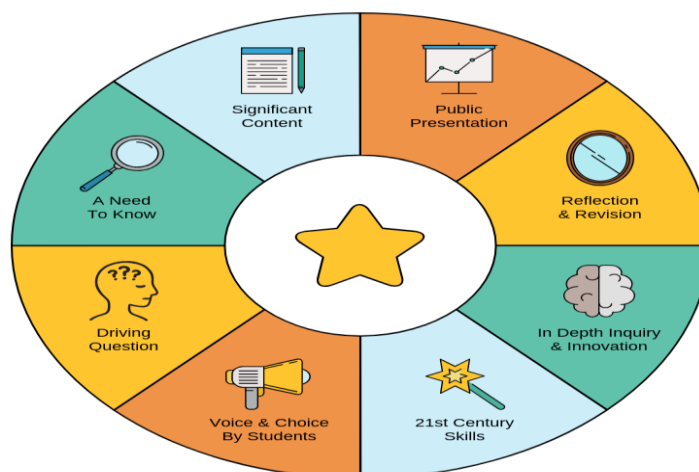 Significant
Content
Public
Presentation
A Need
To Know
Reflection
& Revision
Driving
Question
In Depth Inquiry
& Innovation
Voice & Choice
By Students
21st Century
Skills
???